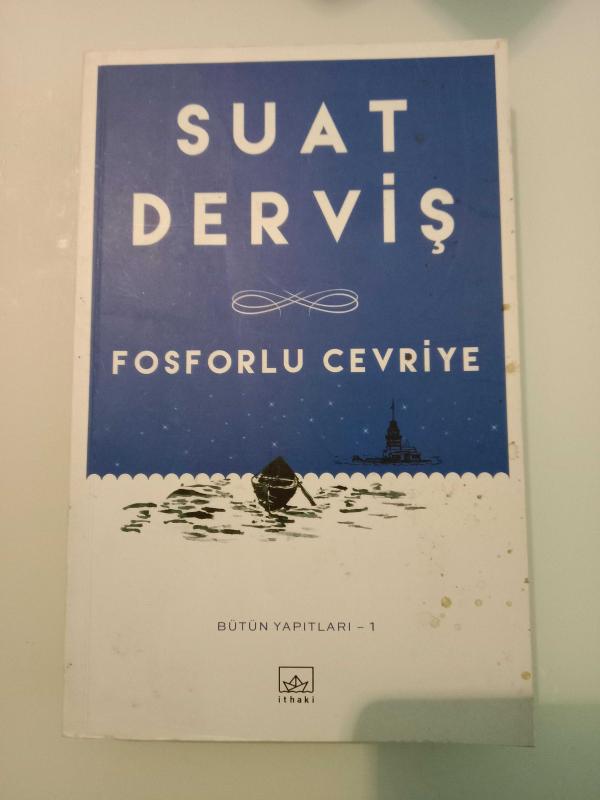 SUAT
DERVİŞ
FOSFORLU CEVRİYE
BÜTÜN YAPITLARI – 1
ithaki